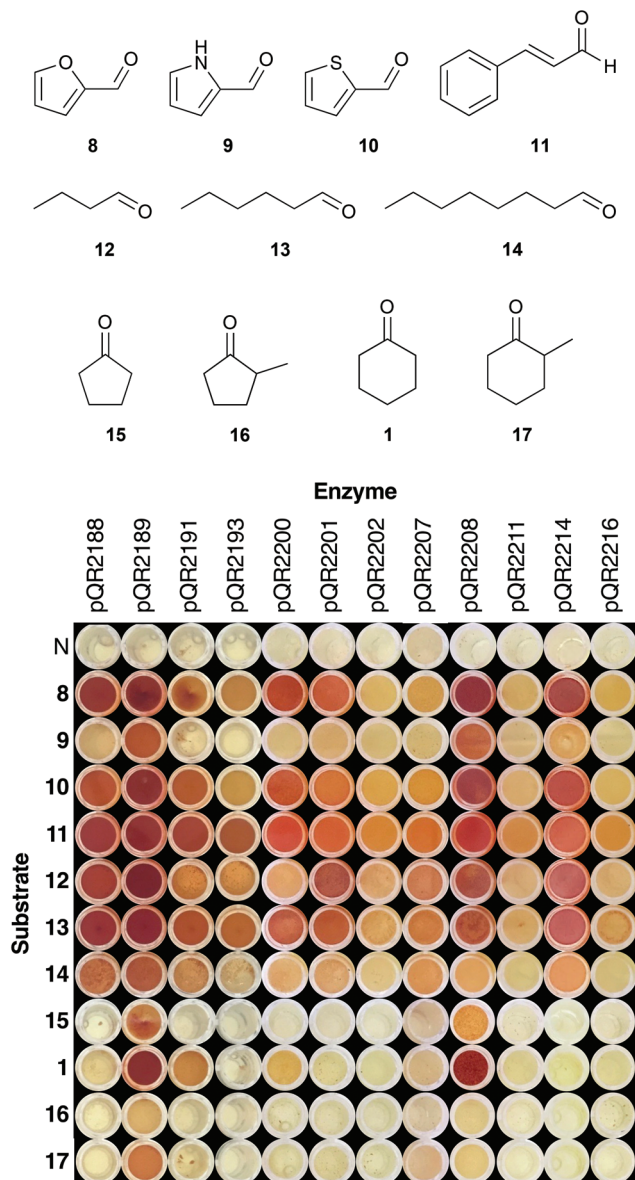 O
O
H
N
O
S
O
O
H
8
9
10
11
O
O
O
12
13
14
O
O
O
O
15
16
1
17
Enzyme
pQR2188
pQR2189
pQR2191
pQR2193
pQR2200
pQR2201
pQR2202
pQR2207
pQR2208
pQR2211
pQR2214
pQR2216
Substrate
N
8
9
10
11
12
13
14
15
1
16
17